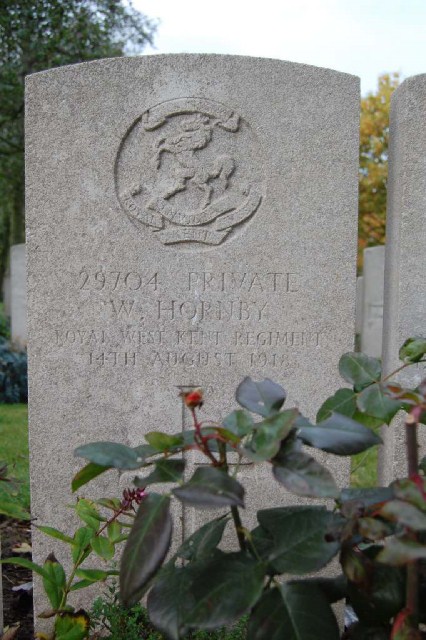 29704 PRIVATE
W. HORNBY
ROYAL WEST KENT REGIMENT
14TH AUGUST 1918